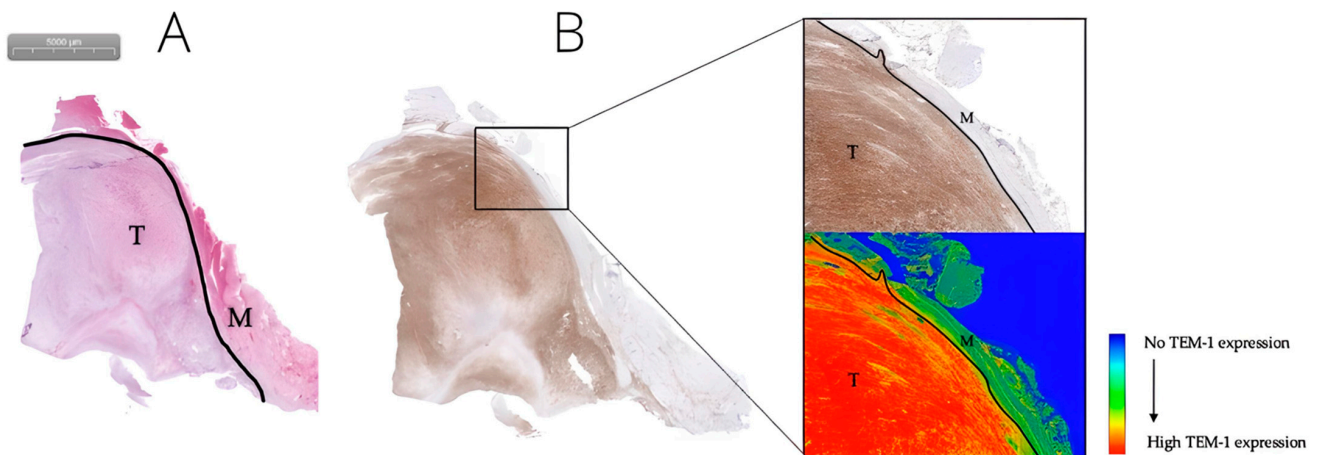 A
B
5000 µm
T
M
T
M
T
M
No TEM-1 expression
High TEM-1 expression